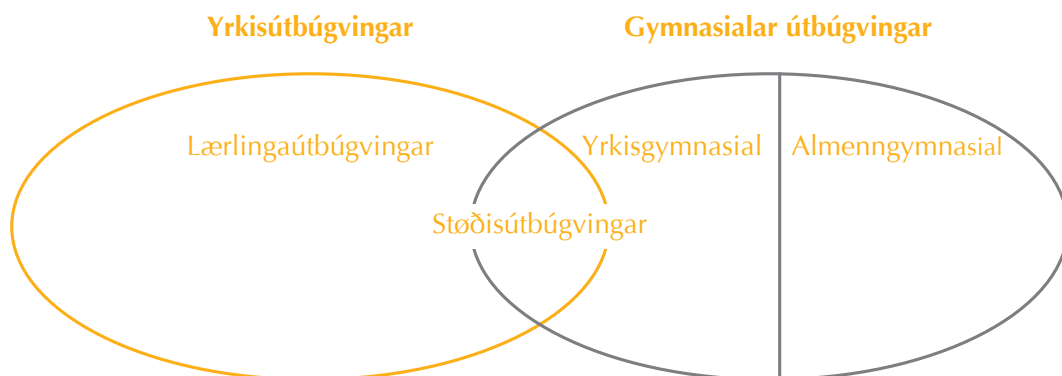 Yrkisútbúgvingar
Gymnasialar útbúgvingar
Lærlingaútbúgvingar
Yrkisgymnasial
Almenngymnasial
Støðisútbúgvingar